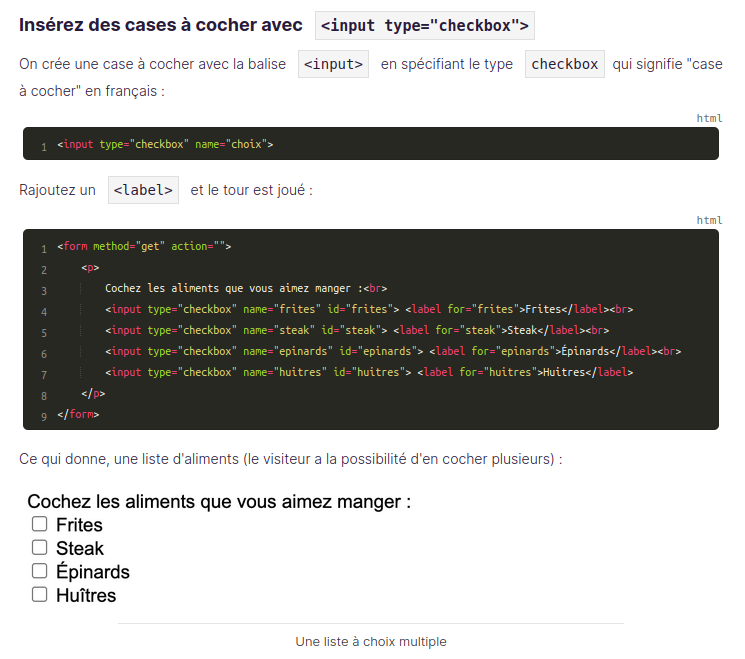 Insérez des cases à cocher avec <input type="checkbox">
On crée une case à cocher avec la balise <input> en spécifiant le type checkbox qui signifie "case
à cocher" en français :
html
1 <input type="checkbox" name="choix">
Rajoutez un <label> et le tour est joué :
html
1 <form method="get" action="">
2 <p>
3 Cochez les aliments que vous aimez manger :<br>
4 <input type="checkbox" name="frites" id="frites"> <label for="frites">Frites</label><br>
5 <input type="checkbox" name="steak" id="steak"> <label for="steak">Steak</label><br>
6 <input type="checkbox" name="epinards" id="epinards"> <label for="epinards">Épinards</label><br>
7 <input type="checkbox" name="huitres" id="huitres"> <label for="huitres">Huitres</label>
8 </p>
9 </form>
Ce qui donne, une liste d'aliments (le visiteur a la possibilité d'en cocher plusieurs) :
Cochez les aliments que vous aimez manger :
Frites
Steak
Épinards
Huîtres
Une liste à choix multiple